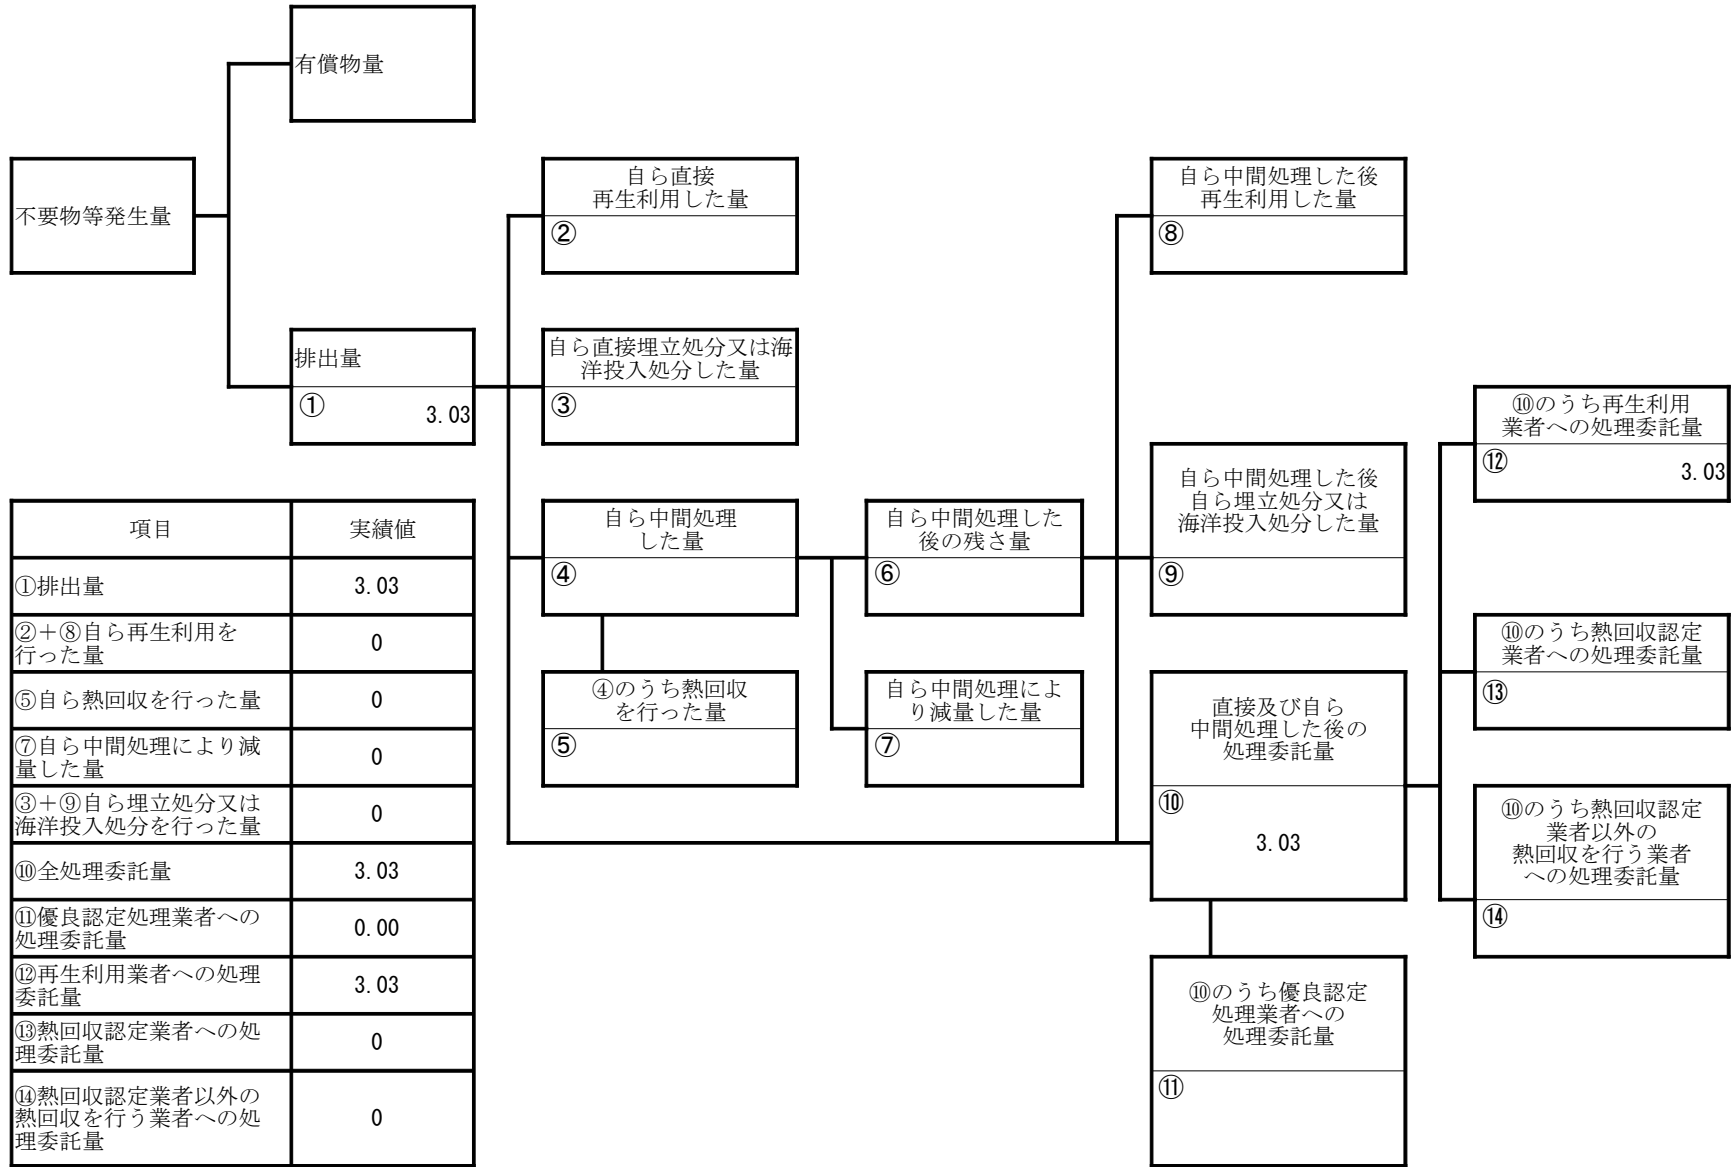 有償物量
不要物等発生量
自ら直接
再生利用した量
②
自ら中間処理した後
再生利用した量
⑧
排出量
①
3.03
自ら直接埋立処分又は海
洋投入処分した量
③
⑩のうち再生利用
業者への処理委託量
⑫
3.03
自ら中間処理
した量
④
自ら中間処理した
後の残さ量
⑥
自ら中間処理した後
自ら埋立処分又は
海洋投入処分した量
⑨
⑩のうち熱回収認定
業者への処理委託量
⑬
④のうち熱回収
を行った量
⑤
自ら中間処理によ
り減量した量
⑦
直接及び自ら
中間処理した後の
処理委託量
⑩
3.03
⑩のうち熱回収認定
業者以外の
熱回収を行う業者
への処理委託量
⑭
⑩のうち優良認定
処理業者への
処理委託量
⑪
項目 実績値
①排出量 3.03
②＋⑧自ら再生利用を
行った量 0
⑤自ら熱回収を行った量 0
⑦自ら中間処理により減
量した量 0
③＋⑨自ら埋立処分又は
海洋投入処分を行った量 0
⑩全処理委託量 3.03
⑪優良認定処理業者への
処理委託量 0.00
⑫再生利用業者への処理
委託量 3.03
⑬熱回収認定業者への処
理委託量 0
⑭熱回収認定業者以外の
熱回収を行う業者への処
理委託量 0